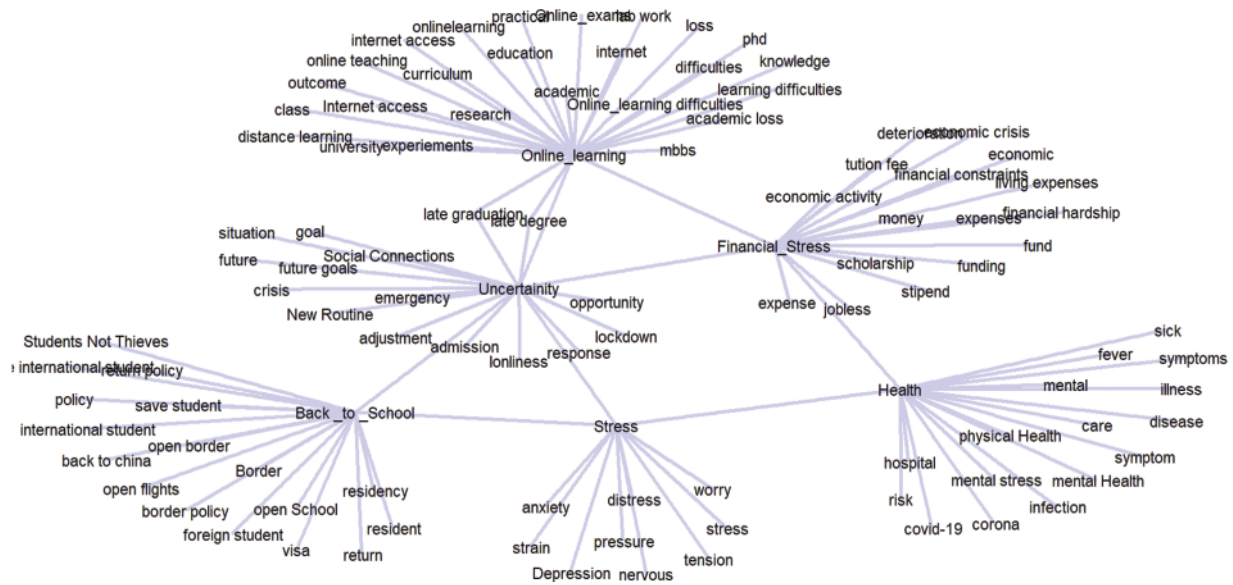 practical
Online_exams
lab work
onlinelearning
loss
internet access
education
internet
phd
online teaching
curriculum
difficulties
knowledge
outcome
academic
learning difficulties
class
Internet access
research
Online_learning difficulties
academic loss
distance learning
university
experiements
Online_learning
mbbs
deterioration
economic crisis
tution fee
economic
financial constraints
living expenses
economic activity
money
expenses
financial hardship
late graduation
late degree
situation
goal
Financial_Stress
fund
future
future goals
Social Connections
scholarship
funding
crisis
emergency
Uncertainity
opportunity
expense
jobless
stipend
New Routine
adjustment
admission
lonliness
response
lockdown
Students Not Thieves
sick
e international student
return policy
fever
symptoms
policy
save student
Back_to_School
Health
mental
illness
international student
Stress
care
disease
back to china
open border
physical Health
symptom
Border
hospital
open flights
residency
anxiety
distress
worry
mental stress
mental Health
border policy
open School
risk
infection
foreign student
resident
strain
pressure
stress
covid-19
corona
visa
return
Depression
nervous
tension